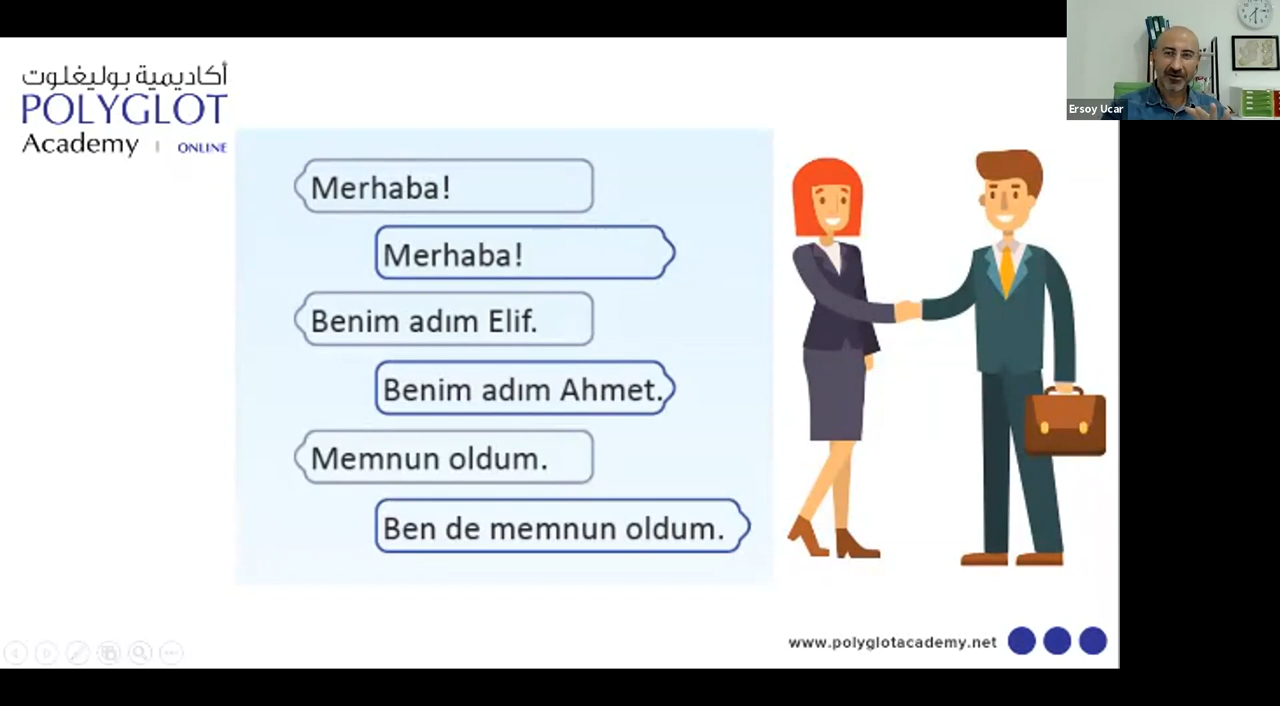 أكاديمية بوليغلوت
POLYGLOT
Academy | ONLINE
Ersoy Ucar
Merhaba!
Merhaba!
Benim adım Elif.
Benim adım Ahmet.
Memnun oldum.
Ben de memnun oldum.
www.polyglotacademy.net